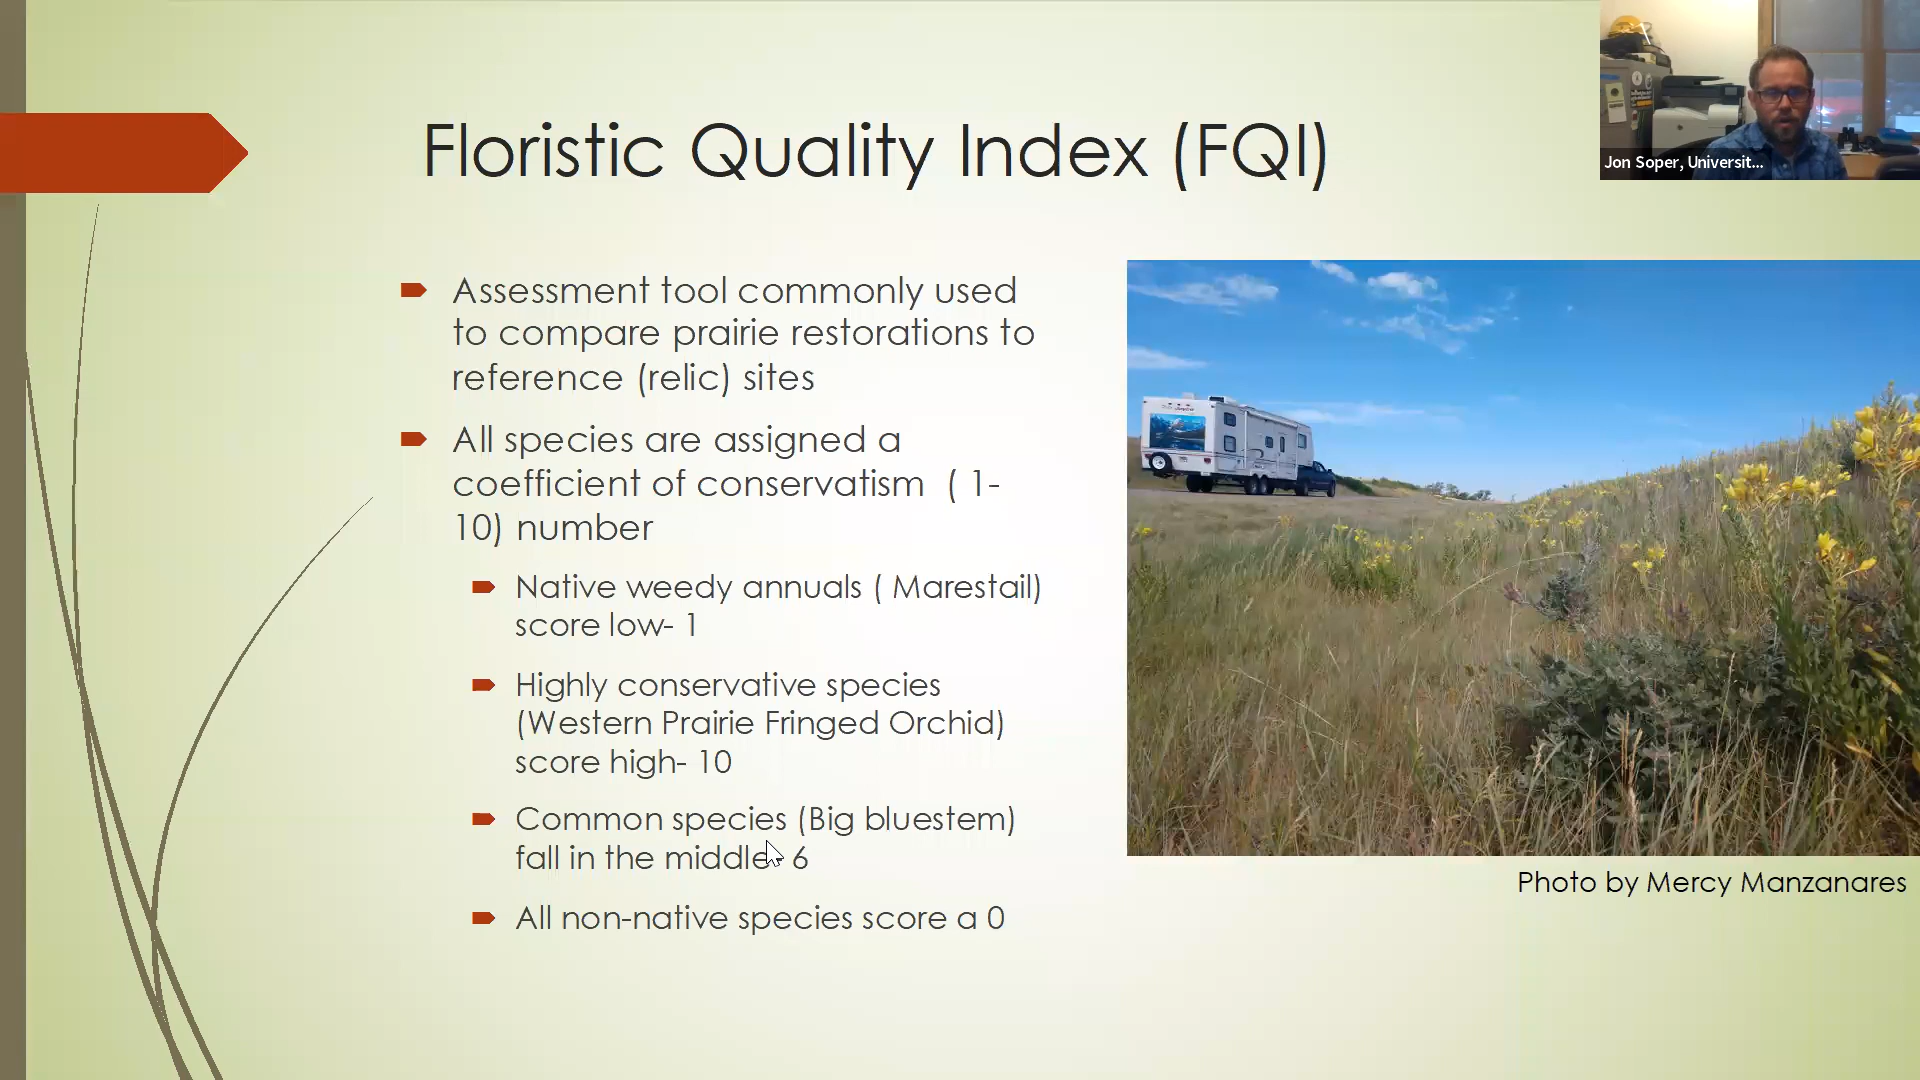 Floristic Quality Index (FQI)
Jon Soper, Universit...
Assessment tool commonly used
to compare prairie restorations to
reference (relic) sites
All species are assigned a
coefficient of conservatism ( 1-
10) number
Native weedy annuals ( Marestail)
score low- 1
Highly conservative species
(Western Prairie Fringed Orchid)
score high- 10
Common species (Big bluestem)
fall in the middle- 6
All non-native species score a 0
Photo by Mercy Manzanares